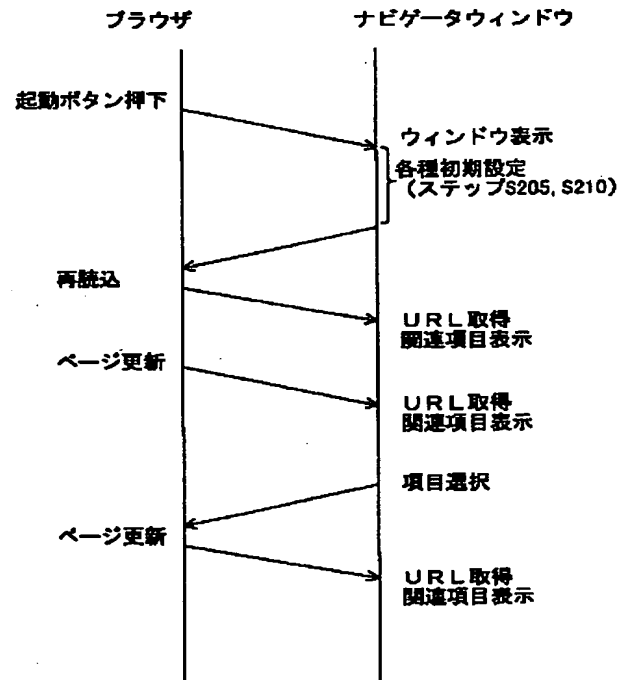 ブラウザ
ナビゲータウィンドウ
起動ボタン押下
ウィンドウ表示
各種初期設定
（ステップS205, S210）
再読込
ＵＲＬ取得
関連項目表示
ページ更新
ＵＲＬ取得
関連項目表示
項目選択
ページ更新
ＵＲＬ取得
関連項目表示